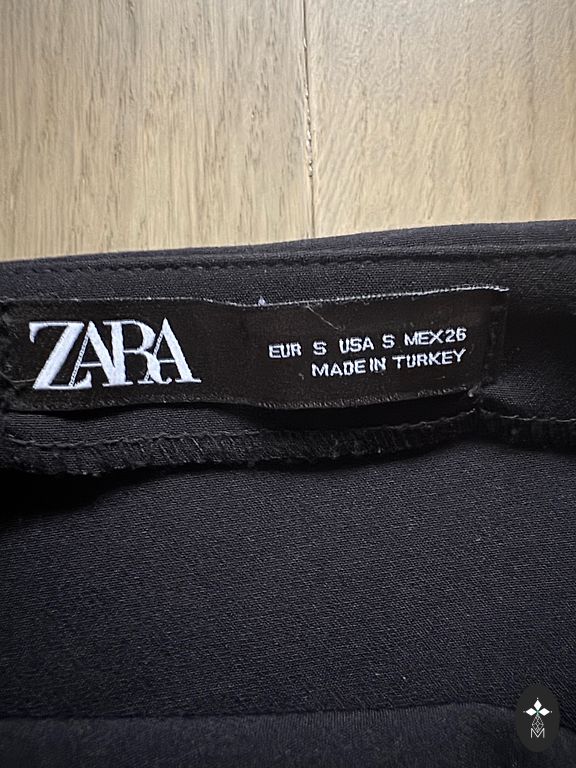 ZARA
EUR S USA S MEX26
MADE IN TURKEY
M